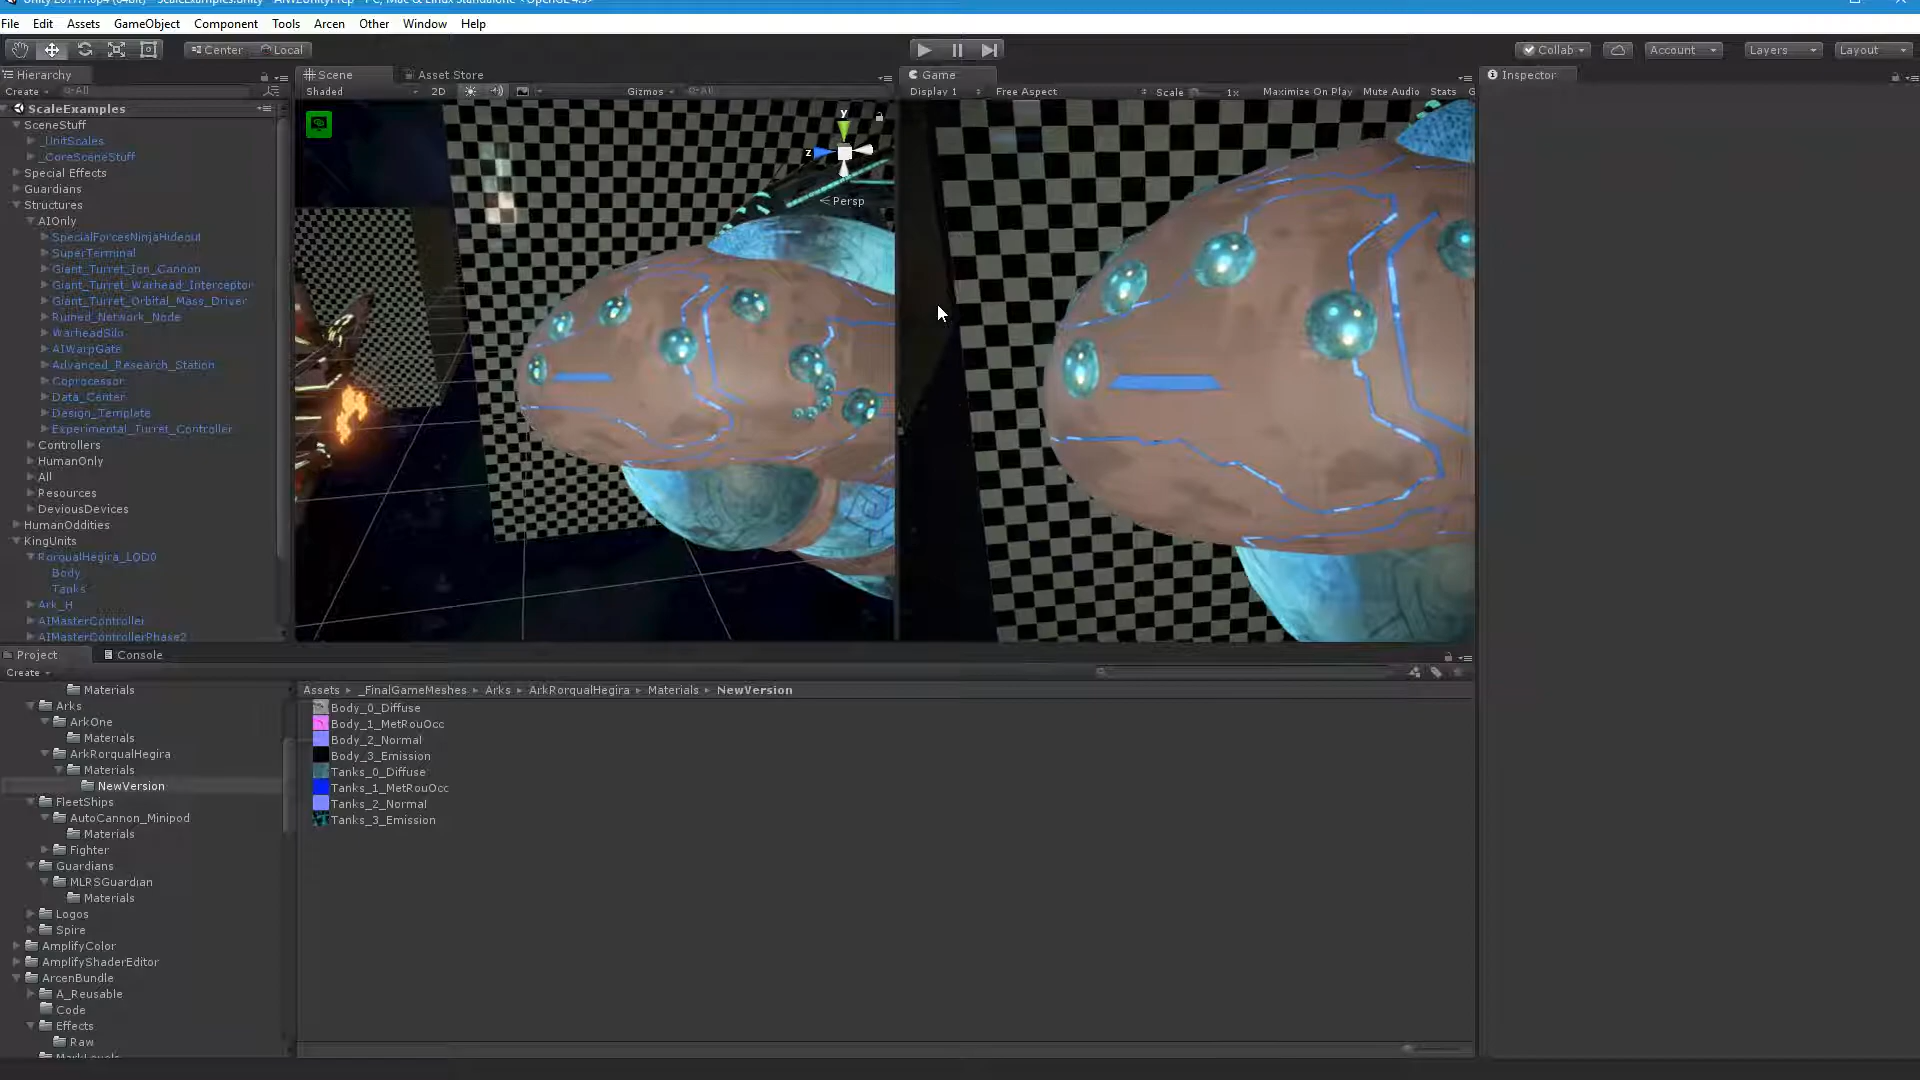 File Edit Assets GameObject Component Tools Arcen Other Window Help
Center Local Collab Account Layers Layout
Hierarchy Scene Asset Store Game Inspector
Create All Shaded 2D Gizmos All Display 1 Free Aspect Scale 1x Maximize On Play Mute Audio Stats G
ScaleExamples
SceneStuff
_UnitScales
_CoreSceneStuff
Special Effects
Guardians
Structures
AIOnly
SpecialForcesNinjaHideout
SuperTerminal
Giant_Turret_Ion_Cannon
Giant_Turret_Warhead_Interceptor
Giant_Turret_Orbital_Mass_Driver
Ruined_Network_Node
WarheadSilo
AIWarpGate
Advanced_Research_Station
Coprocessor
Data_Center
Design_Template
Experimental_Turret_Controller
Controllers
HumanOnly
All
Resources
DeviousDevices
HumanOddities
KingUnits
RorqualHegira_LOD0
Body
Tanks
Ark_H
AIMasterController
AIMasterControllerPhase2
y
z
Persp
Project Console
Create
Materials
Arks
ArkOne
Materials
ArkRorqualHegira
Materials
NewVersion
FleetShips
AutoCannon_Minipod
Materials
Fighter
Guardians
MLRSGuardian
Materials
Logos
Spire
AmplifyColor
AmplifyShaderEditor
ArcenBundle
A_Reusable
Code
Effects
Raw
MarkLevels
Assets _FinalGameMeshes Arks ArkRorqualHegira Materials NewVersion
Body_0_Diffuse
Body_1_MetRouOcc
Body_2_Normal
Body_3_Emission
Tanks_0_Diffuse
Tanks_1_MetRouOcc
Tanks_2_Normal
Tanks_3_Emission